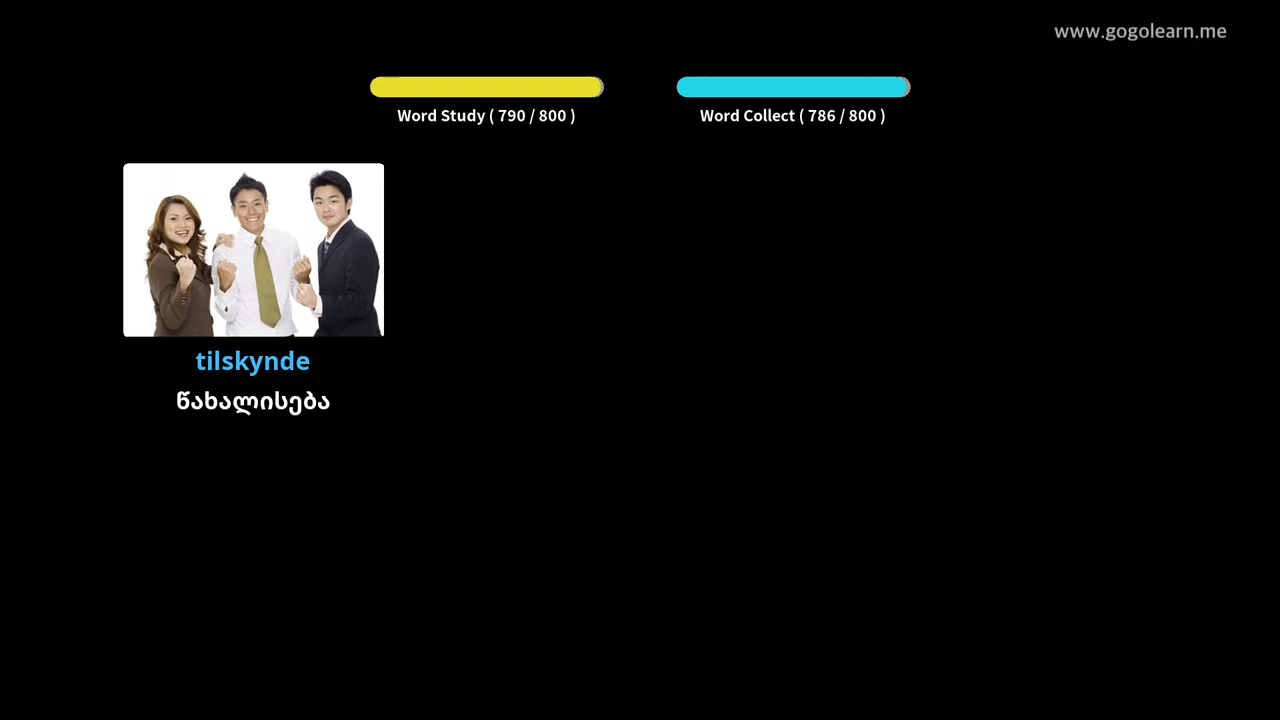 www.gogolearn.me
Word Study ( 790 / 800 )
Word Collect ( 786 / 800 )
tilskynde
წახალისება